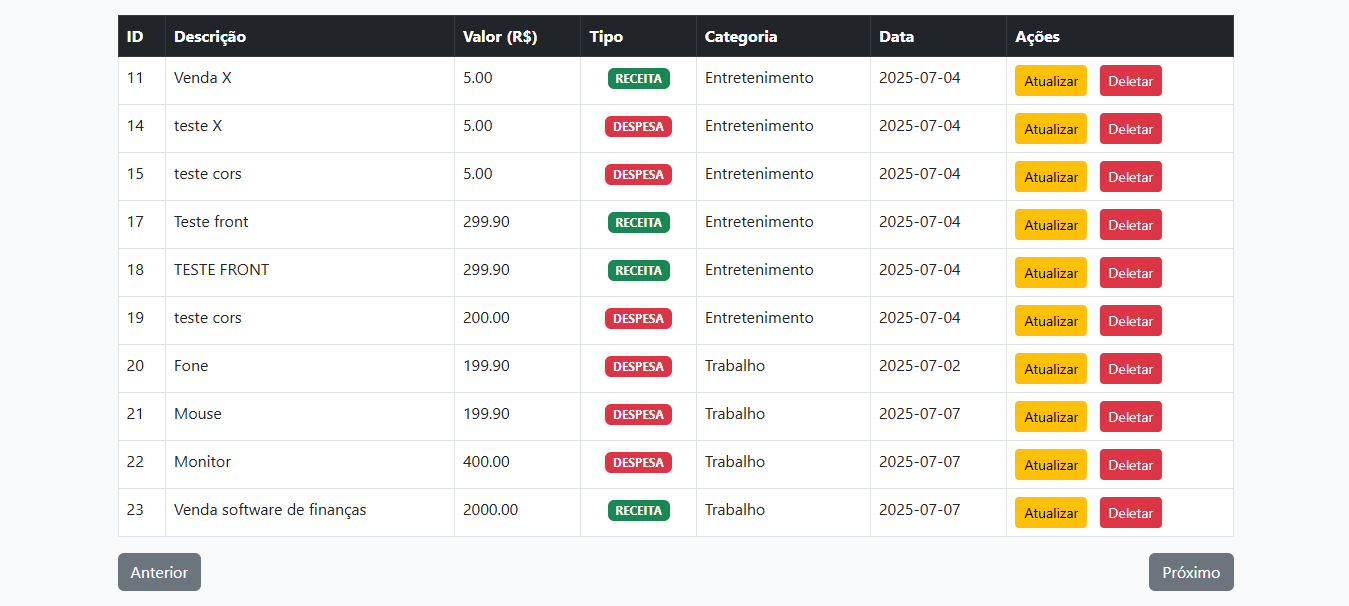 ID Descrição Valor (R$) Tipo Categoria Data Ações
11 Venda X 5.00 RECEITA Entretenimento 2025-07-04 Atualizar Deletar
14 teste X 5.00 DESPESA Entretenimento 2025-07-04 Atualizar Deletar
15 teste cors 5.00 DESPESA Entretenimento 2025-07-04 Atualizar Deletar
17 Teste front 299.90 RECEITA Entretenimento 2025-07-04 Atualizar Deletar
18 TESTE FRONT 299.90 RECEITA Entretenimento 2025-07-04 Atualizar Deletar
19 teste cors 200.00 DESPESA Entretenimento 2025-07-04 Atualizar Deletar
20 Fone 199.90 DESPESA Trabalho 2025-07-02 Atualizar Deletar
21 Mouse 199.90 DESPESA Trabalho 2025-07-07 Atualizar Deletar
22 Monitor 400.00 DESPESA Trabalho 2025-07-07 Atualizar Deletar
23 Venda software de finanças 2000.00 RECEITA Trabalho 2025-07-07 Atualizar Deletar
Anterior Próximo